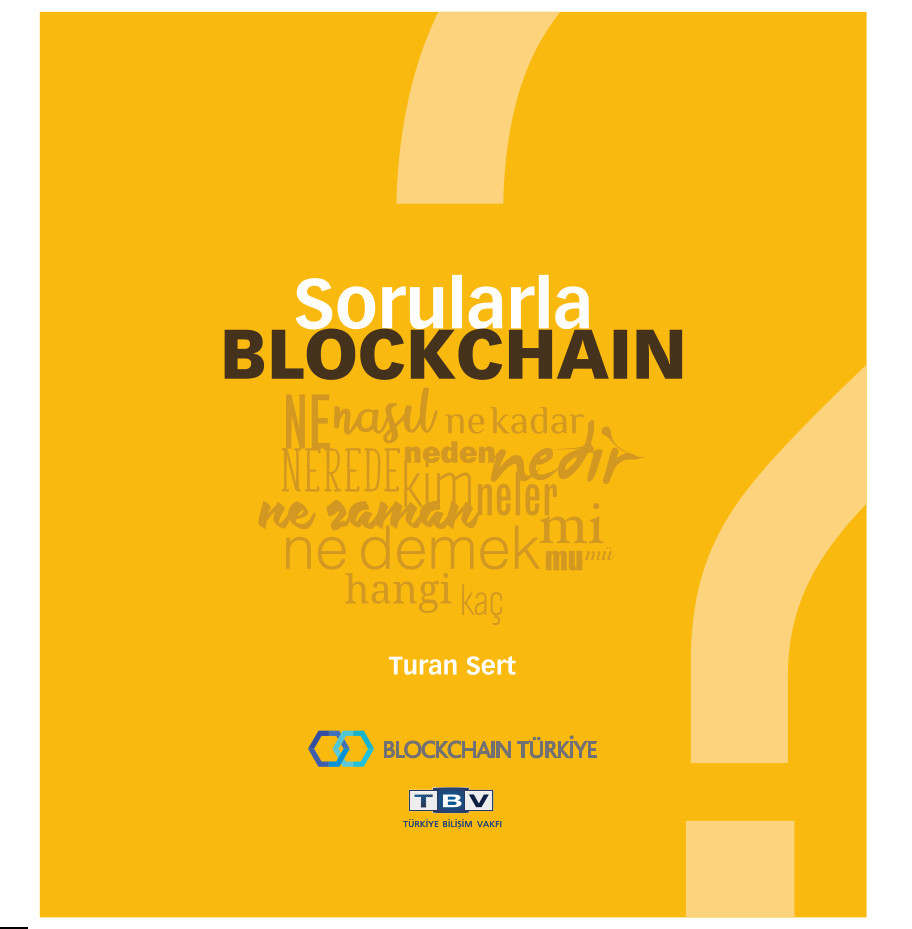 Sorularla
BLOCKCHAIN
NE nasıl ne kadar
NEREDE neden nedir
kim neler
ne zaman
mi
ne demek mu mü
hangi kaç
Turan Sert
BLOCKCHAIN TÜRKİYE
TBV
TÜRKİYE BİLİŞİM VAKFI